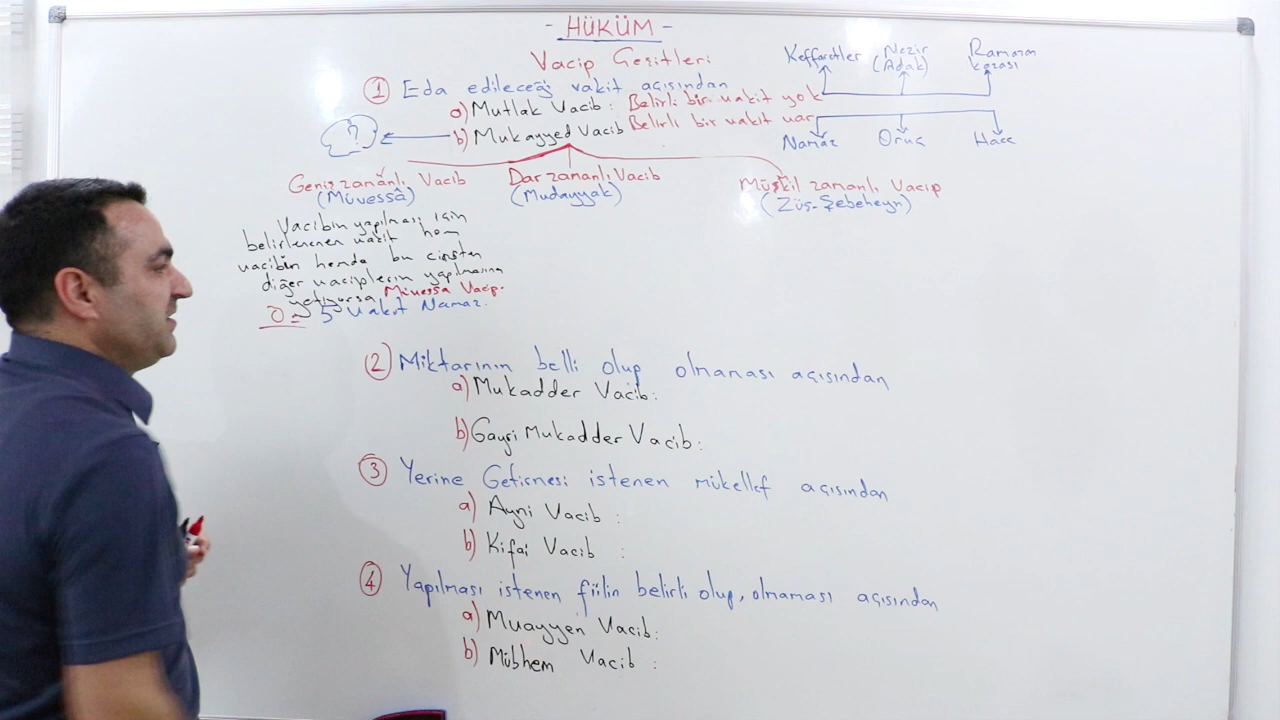 - HÜKÜM -
Vacip Çeşitleri
① Eda edileceği vakit açısından
a) Mutlak Vacib: Belirli bir vakit yok
Keffaretler Nezir (Adak) Ramazan kazası
b) Mukayyed Vacib Belirli bir vakit var
Namaz Oruç Hacc
?
Geniş zamanlı Vacib
(Müvessâ)
Dar zamanlı Vacib
(Mudayyak)
Müşkil zamanlı Vacip
(Züş-Şebeheyn)
Vacibin yapılması için
belirlenen vakit hem
vacibin hemde bu cinsten
diğer vaciplerin yapılmasına
yetiyorsa Müvessa Vacip.
Ö = 5 Vakit Namaz.
② Miktarının belli olup olmaması açısından
a) Mukadder Vacib:
b) Gayri Mukadder Vacib:
③ Yerine Getirmesi istenen mükellef açısından
a) Ayni Vacib :
b) Kifai Vacib :
④ Yapılması istenen fiilin belirli olup, olmaması açısından
a) Muayyen Vacib:
b) Mübhem Vacib :